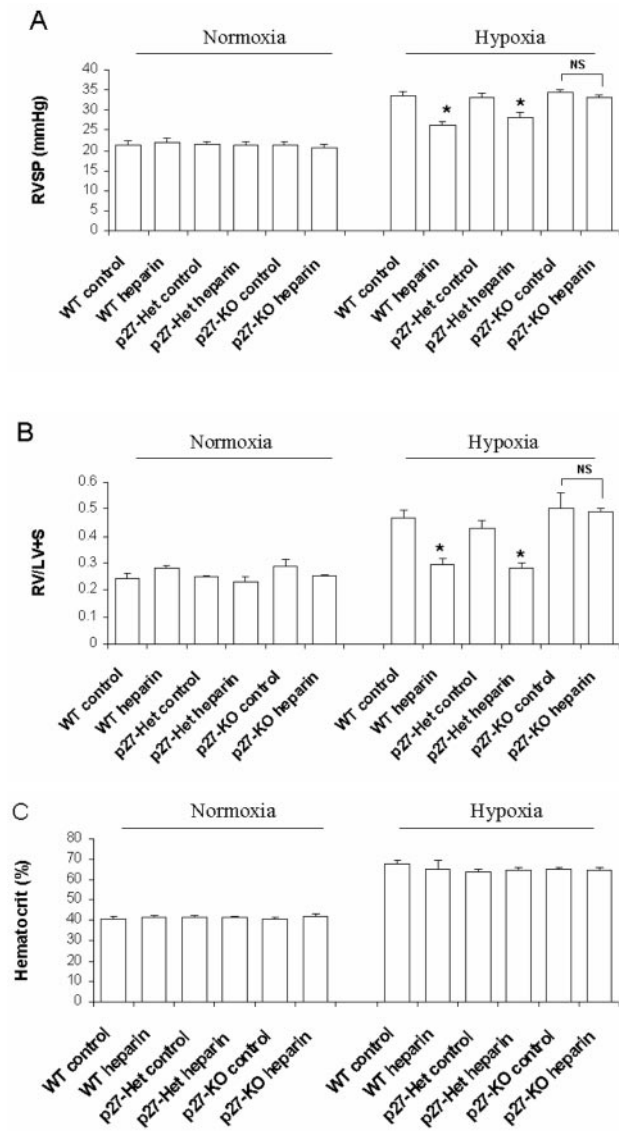 A
Normoxia
Hypoxia
RVSP (mmHg)
40
35
30
25
20
15
10
5
0
*
*
NS
WT control
WT heparin
p27-Het control
p27-Het heparin
p27-KO control
p27-KO heparin
WT control
WT heparin
p27-Het control
p27-Het heparin
p27-KO control
p27-KO heparin
B
Normoxia
Hypoxia
RV/LV+S
0.6
0.5
0.4
0.3
0.2
0.1
0
*
*
NS
WT control
WT heparin
p27-Het control
p27-Het heparin
p27-KO control
p27-KO heparin
WT control
WT heparin
p27-Het control
p27-Het heparin
p27-KO control
p27-KO heparin
C
Normoxia
Hypoxia
Hematocrit (%)
80
70
60
50
40
30
20
10
0
WT control
WT heparin
p27-Het control
p27-Het heparin
p27-KO control
p27-KO heparin
WT control
WT heparin
p27-Het control
p27-Het heparin
p27-KO control
p27-KO heparin